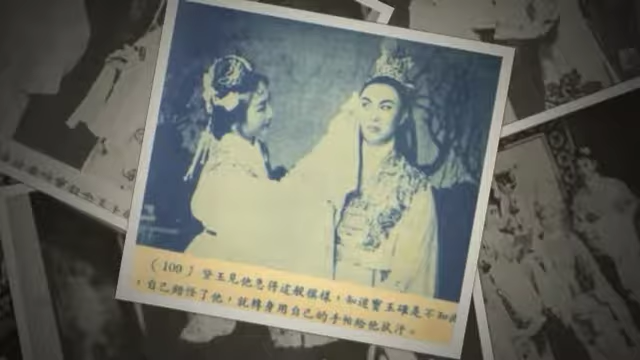 (109)黛玉見他急得這般模樣，知道寶玉確是不知
，自己錯怪了他，就轉身用自己的手帕給他拭汗。